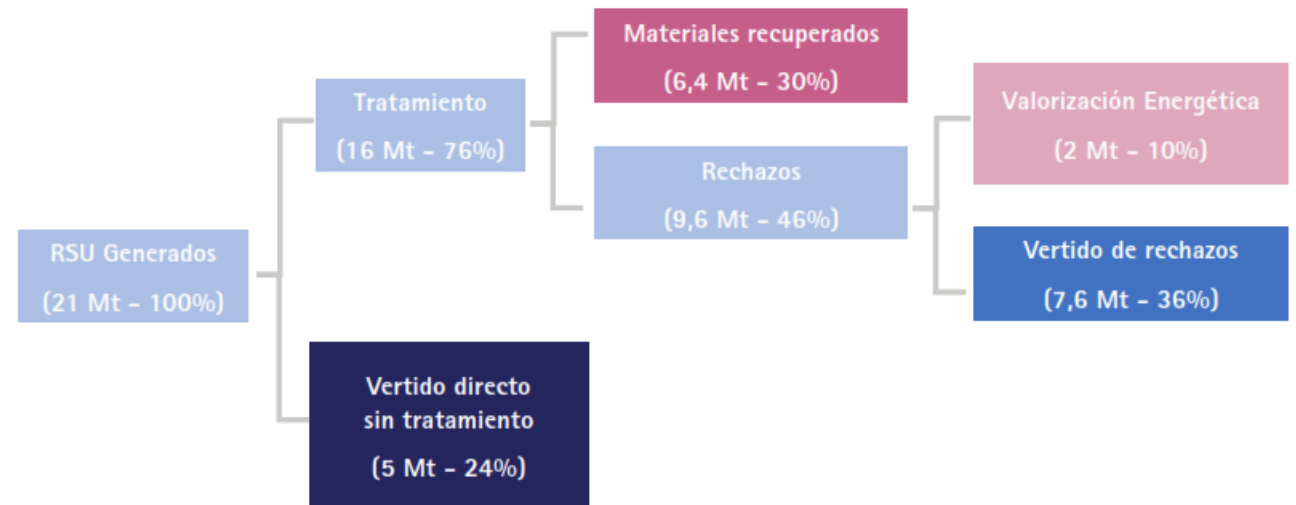 Materiales recuperados
(6,4 Mt - 30%)
Tratamiento
(16 Mt - 76%)
Valorización Energética
(2 Mt - 10%)
Rechazos
(9,6 Mt - 46%)
RSU Generados
(21 Mt - 100%)
Vertido de rechazos
(7,6 Mt - 36%)
Vertido directo
sin tratamiento
(5 Mt - 24%)